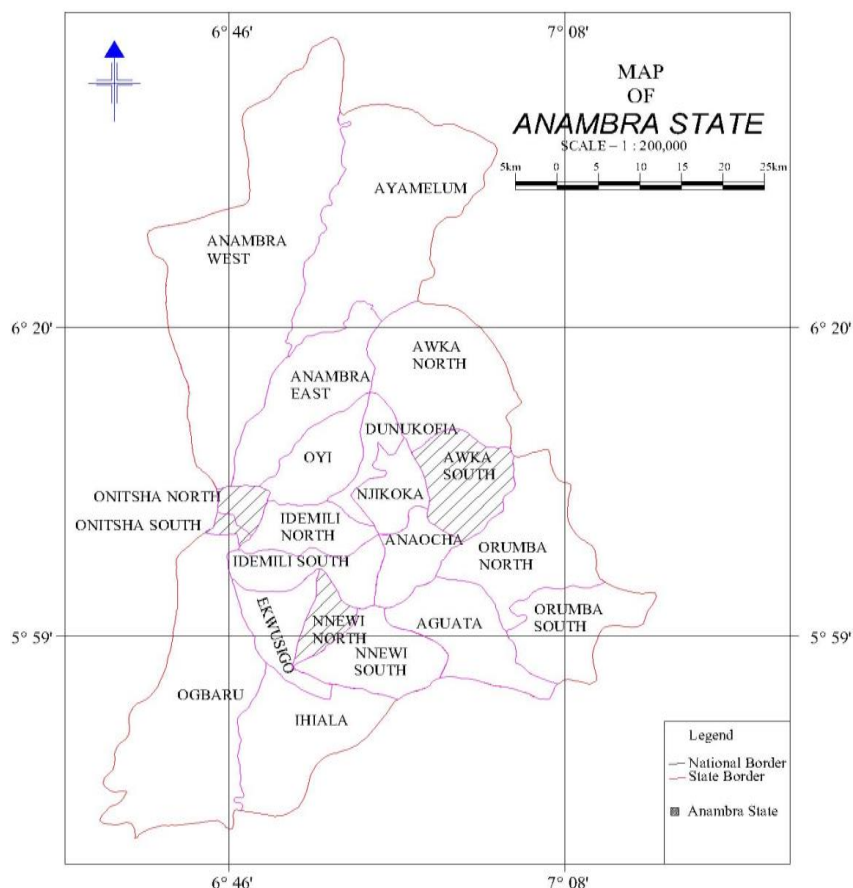 6° 46'
7° 08'
MAP
OF
ANAMBRA STATE
SCALE – 1 : 200,000
5km 0 5 10 15 20 25km
AYAMELUM
ANAMBRA
WEST
6° 20'
6° 20'
AWKA
NORTH
ANAMBRA
EAST
DUNUKOFIA
OYI
AWKA
SOUTH
NJIKOKA
ONITSHA NORTH
ONITSHA SOUTH
IDEMILI
NORTH
ANAOCHA
ORUMBA
NORTH
IDEMILI SOUTH
EKWUSIGO
NNEWI
NORTH
AGUATA
ORUMBA
SOUTH
5° 59'
5° 59'
NNEWI
SOUTH
OGBARU
IHIALA
Legend
National Border
State Border
Anambra State
6° 46'
7° 08'